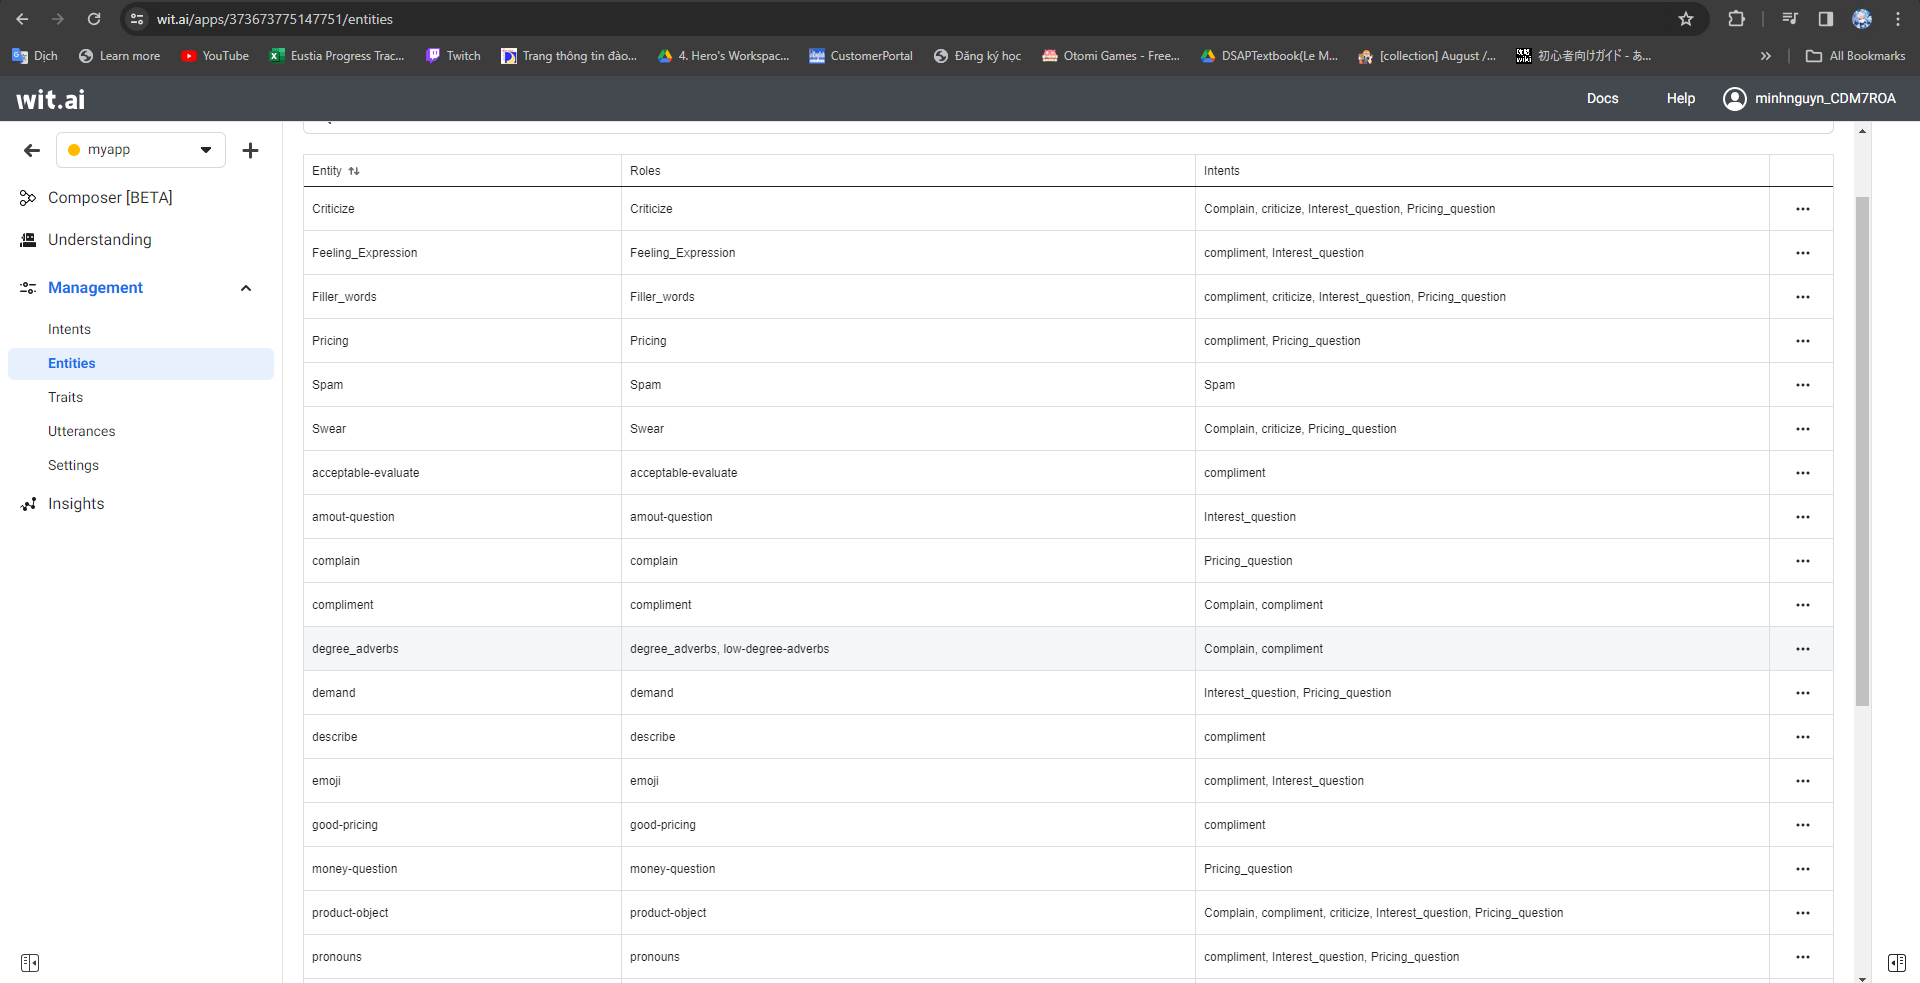 wit.ai/apps/373673775147751/entities
Dịch Learn more YouTube Eustia Progress Trac... Twitch Trang thông tin đào... 4. Hero's Workspac... CustomerPortal Đăng ký học Otomi Games - Free... DSAPTextbook(Le M... [collection] August /... 初心者向けガイド - あ... » All Bookmarks
wit.ai Docs Help minhnguyn_CDM7ROA
myapp
Composer [BETA]
Understanding
Management
Intents
Entities
Traits
Utterances
Settings
Insights
Entity Roles Intents
Criticize Criticize Complain, criticize, Interest_question, Pricing_question
Feeling_Expression Feeling_Expression compliment, Interest_question
Filler_words Filler_words compliment, criticize, Interest_question, Pricing_question
Pricing Pricing compliment, Pricing_question
Spam Spam Spam
Swear Swear Complain, criticize, Pricing_question
acceptable-evaluate acceptable-evaluate compliment
amout-question amout-question Interest_question
complain complain Pricing_question
compliment compliment Complain, compliment
degree_adverbs degree_adverbs, low-degree-adverbs Complain, compliment
demand demand Interest_question, Pricing_question
describe describe compliment
emoji emoji compliment, Interest_question
good-pricing good-pricing compliment
money-question money-question Pricing_question
product-object product-object Complain, compliment, criticize, Interest_question, Pricing_question
pronouns pronouns compliment, Interest_question, Pricing_question